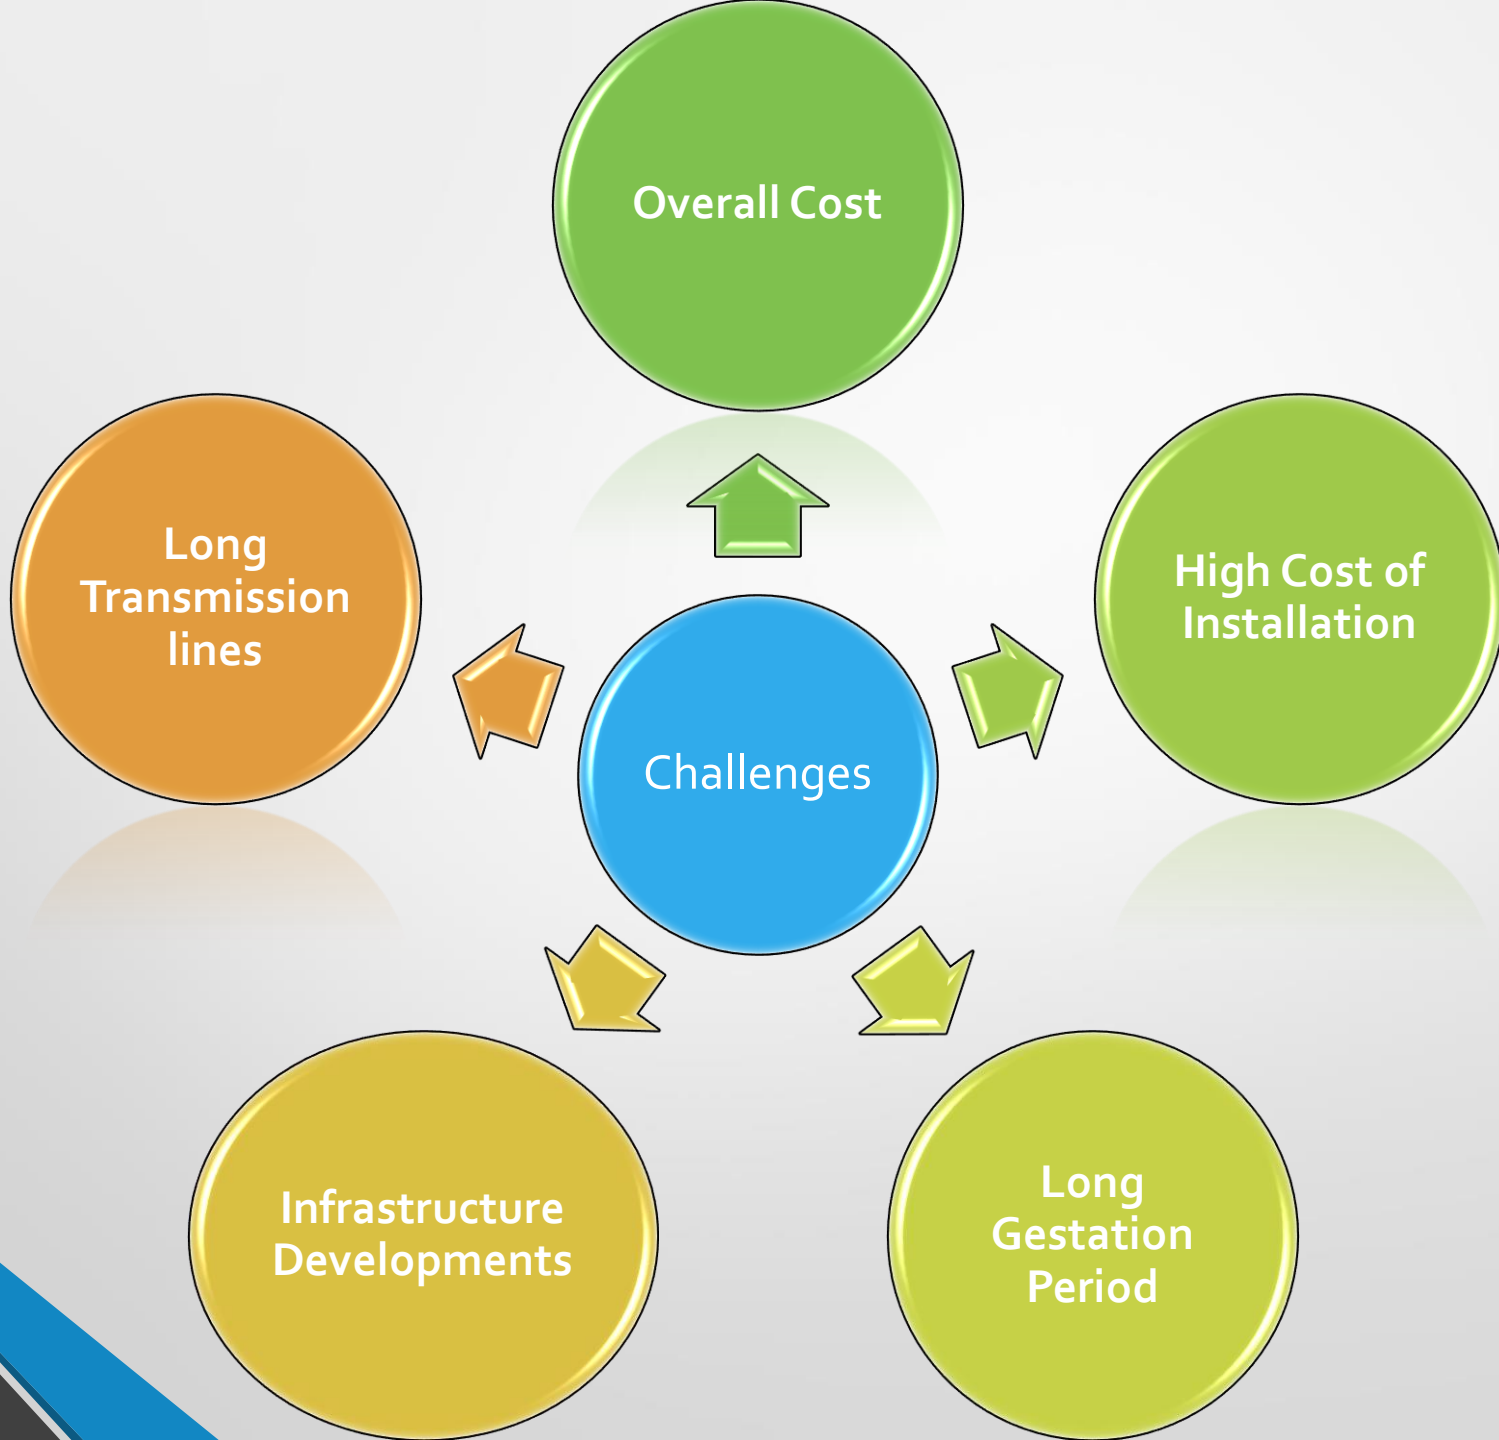 Overall Cost
High Cost of
Installation
Long
Gestation
Period
Infrastructure
Developments
Long
Transmission
lines
Challenges